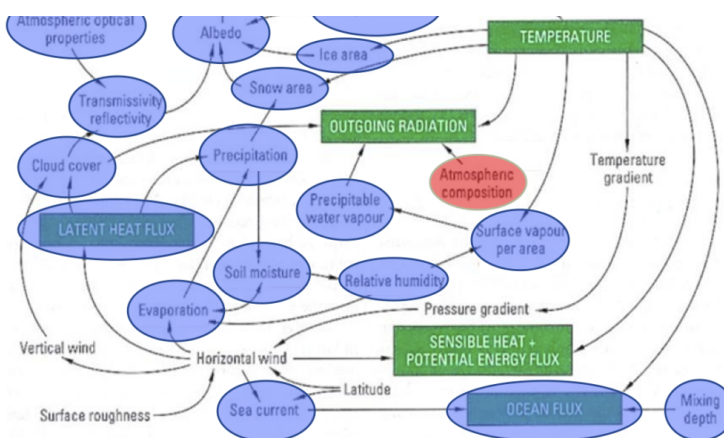 Atmospheric optical
properties
Albedo
TEMPERATURE
Ice area
Snow area
Transmissivity
reflectivity
OUTGOING RADIATION
Precipitation
Cloud cover
Temperature
gradient
Atmospheric
composition
Precipitable
water vapour
LATENT HEAT FLUX
Surface vapour
per area
Soil moisture
Relative humidity
Evaporation
Pressure gradient
SENSIBLE HEAT +
POTENTIAL ENERGY FLUX
Vertical wind
Horizontal wind
Latitude
Surface roughness
Sea current
OCEAN FLUX
Mixing
depth